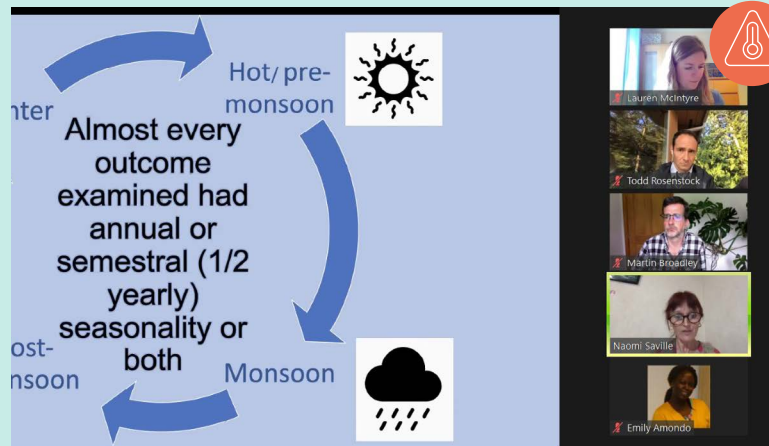 Hot/ pre-
monsoon
nter
Almost every
outcome
examined had
annual or
semestral (1/2
yearly)
seasonality or
both
ost-
nsoon
Monsoon
Lauren McIntyre
Todd Rosenstock
Martin Broadley
Naomi Saville
Emily Amondo